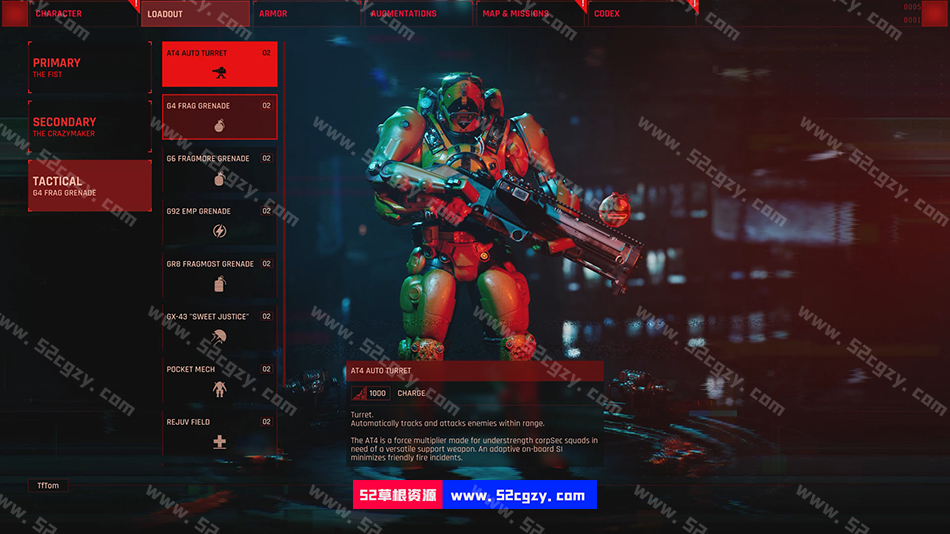 CHARACTER
LOADOUT
ARMOR
AUGMENTATIONS
MAP & MISSIONS
CODEX
0005
0001
PRIMARY
THE FIST
SECONDARY
THE CRAZYMAKER
TACTICAL
G4 FRAG GRENADE
AT4 AUTO TURRET 02
G4 FRAG GRENADE 02
G6 FRAGMORE GRENADE 02
G92 EMP GRENADE 02
GR8 FRAGMOST GRENADE 02
GX-43 "SWEET JUSTICE" 02
POCKET MECH 02
REJUV FIELD 02
AT4 AUTO TURRET
1000 CHARGE
Turret.
Automatically tracks and attacks enemies within range.
The AT4 is a force multiplier made for understrength corpSec squads in
need of a versatile support weapon. An adaptive on-board SI
minimizes friendly fire incidents.
TfTom
52草根资源 www.52cgzy.com
www.52cgzy.com